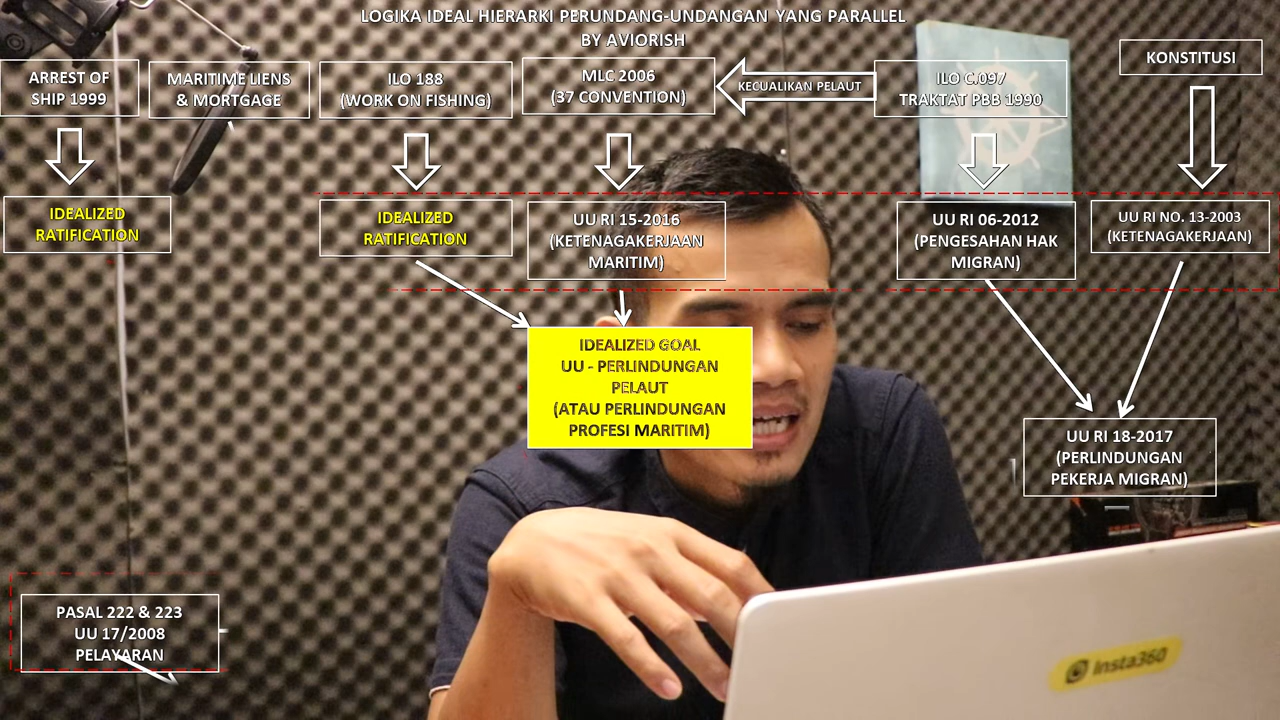 LOGIKA IDEAL HIERARKI PERUNDANG-UNDANGAN YANG PARALLEL
BY AVIORISH
ARREST OF
SHIP 1999
MARITIME LIENS
& MORTGAGE
ILO 188
(WORK ON FISHING)
MLC 2006
(37 CONVENTION)
KECUALIKAN PELAUT
ILO C,097
TRAKTAT PBB 1990
KONSTITUSI
IDEALIZED
RATIFICATION
IDEALIZED
RATIFICATION
UU RI 15-2016
(KETENAGAKERJAAN
MARITIM)
UU RI 06-2012
(PENGESAHAN HAK
MIGRAN)
UU RI NO. 13-2003
(KETENAGAKERJAAN)
IDEALIZED GOAL
UU - PERLINDUNGAN
PELAUT
(ATAU PERLINDUNGAN
PROFESI MARITIM)
UU RI 18-2017
(PERLINDUNGAN
PEKERJA MIGRAN)
PASAL 222 & 223
UU 17/2008
PELAYARAN
Insta360